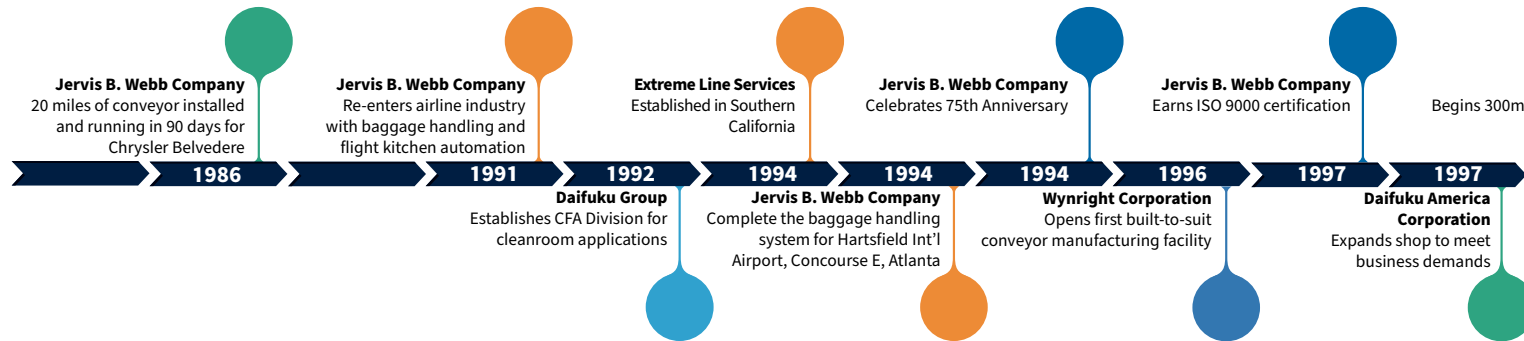 Jervis B. Webb Company
20 miles of conveyor installed
and running in 90 days for
Chrysler Belvedere
Jervis B. Webb Company
Re-enters airline industry
with baggage handling and
flight kitchen automation
Extreme Line Services
Established in Southern
California
Jervis B. Webb Company
Celebrates 75th Anniversary
Jervis B. Webb Company
Earns ISO 9000 certification
Begins 300m
1986
1991
1992
1994
1994
1994
1996
1997
1997
Daifuku Group
Establishes CFA Division for
cleanroom applications
Jervis B. Webb Company
Complete the baggage handling
system for Hartsfield Int’l
Airport, Concourse E, Atlanta
Wynright Corporation
Opens first built-to-suit
conveyor manufacturing facility
Daifuku America
Corporation
Expands shop to meet
business demands